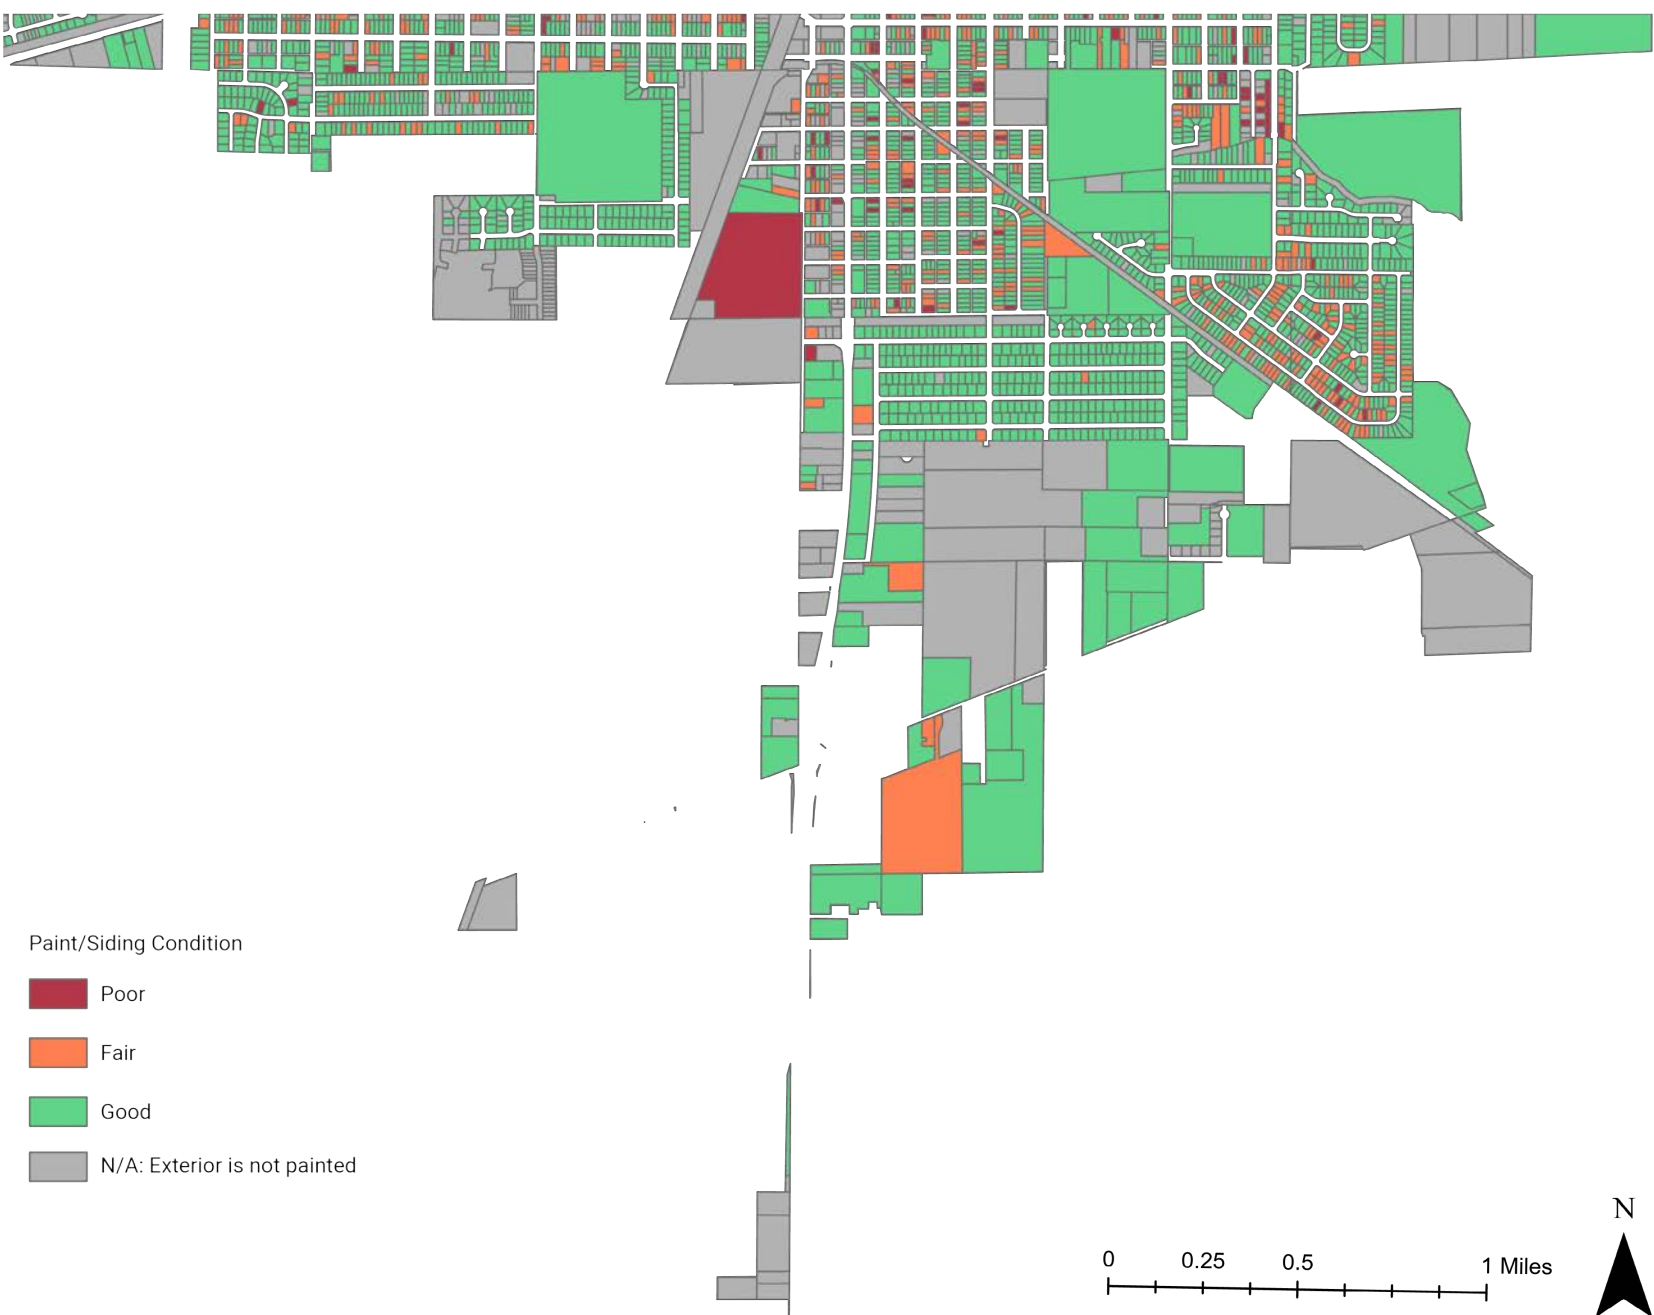 Paint/Siding Condition
Poor
Fair
Good
N/A: Exterior is not painted
N
0 0.25 0.5 1 Miles